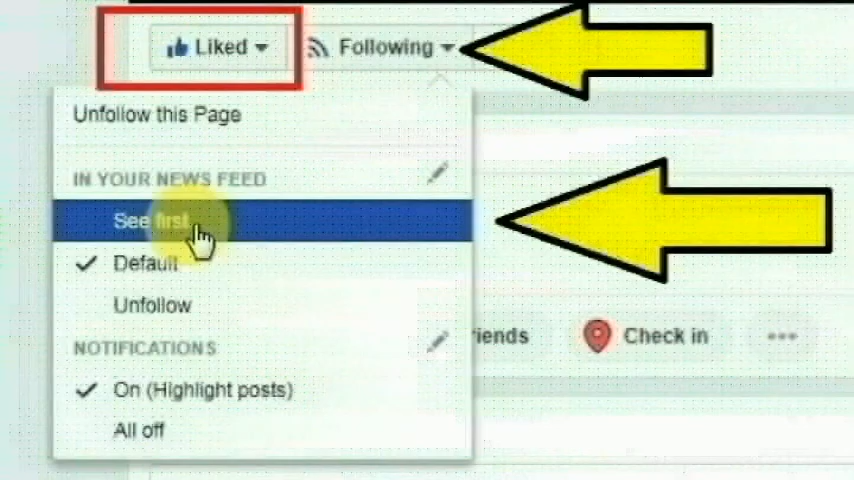 Liked Following
Unfollow this Page
IN YOUR NEWS FEED
See first
Default
Unfollow
NOTIFICATIONS
riends Check in
On (Highlight posts)
All off